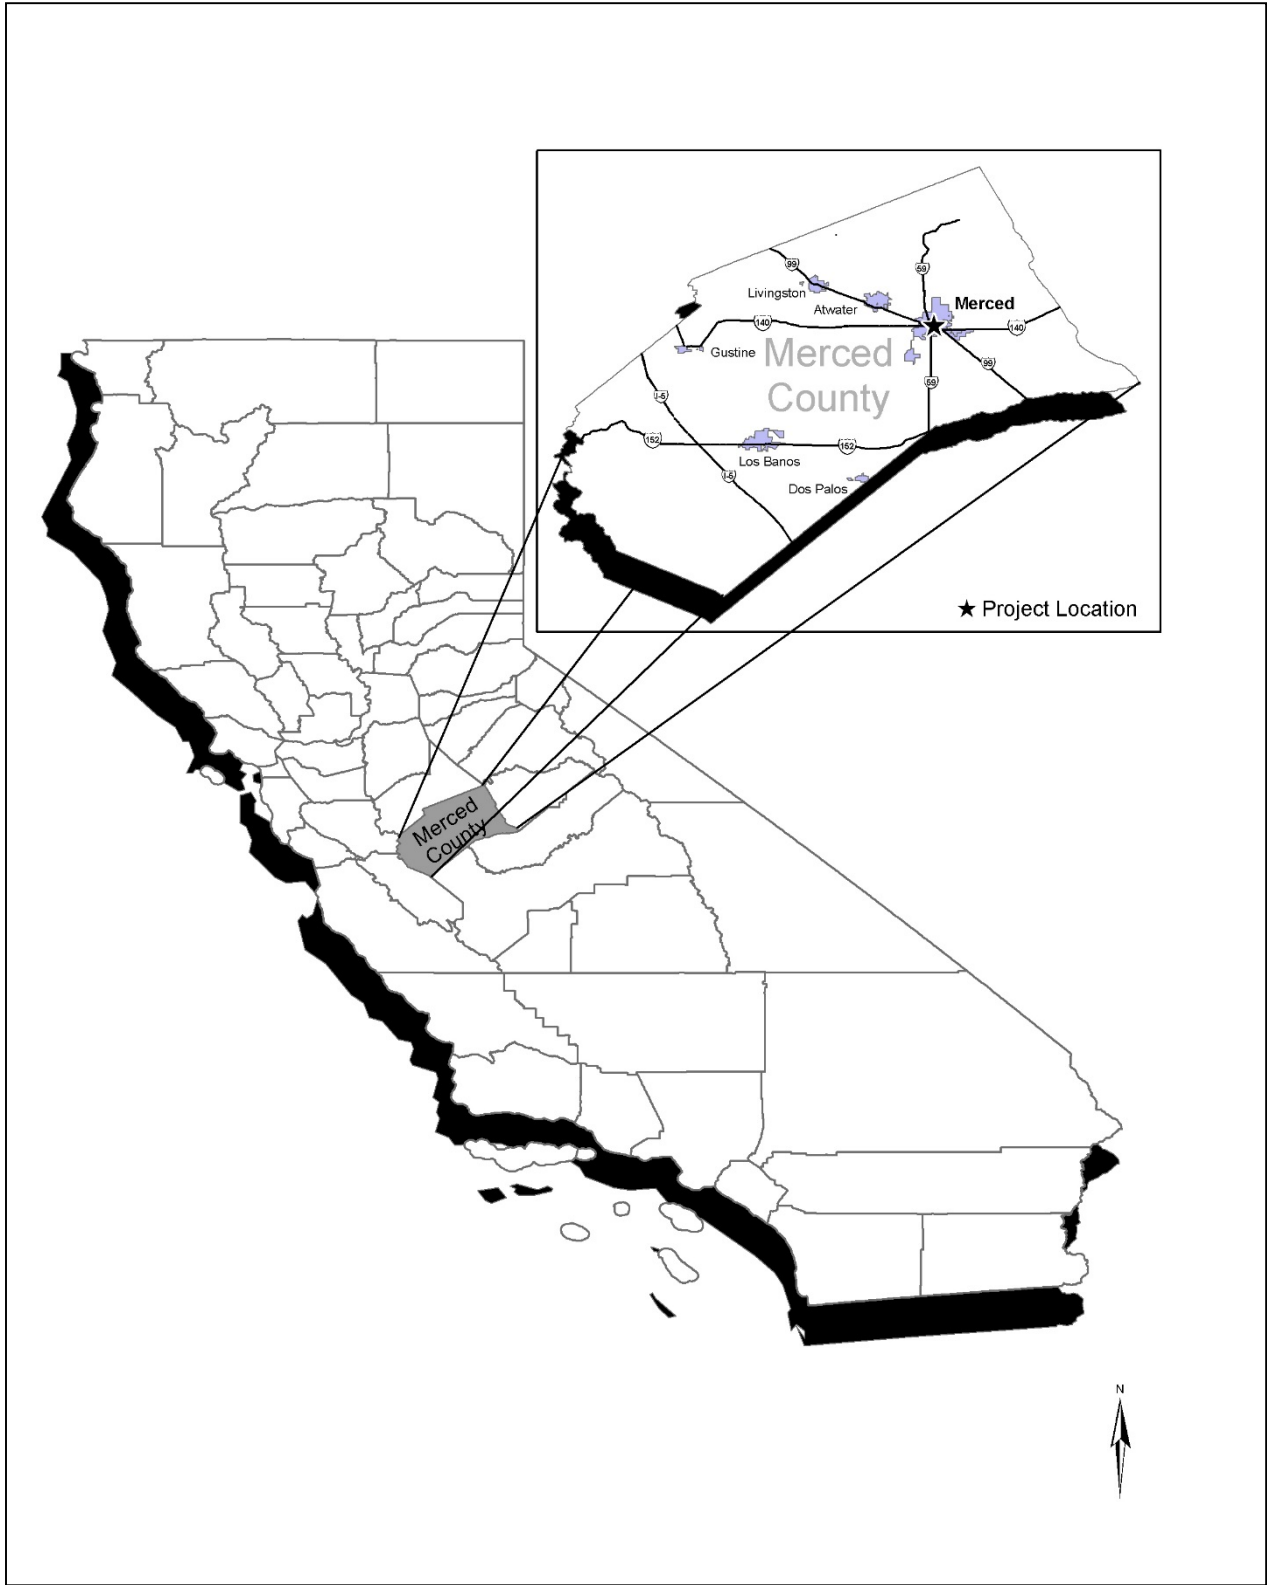 99
59
Livingston
Merced
Atwater
140
140
Gustine
Merced
County
99
59
I-5
152
152
Los Banos
I-5
Dos Palos
★ Project Location
Merced
County
N